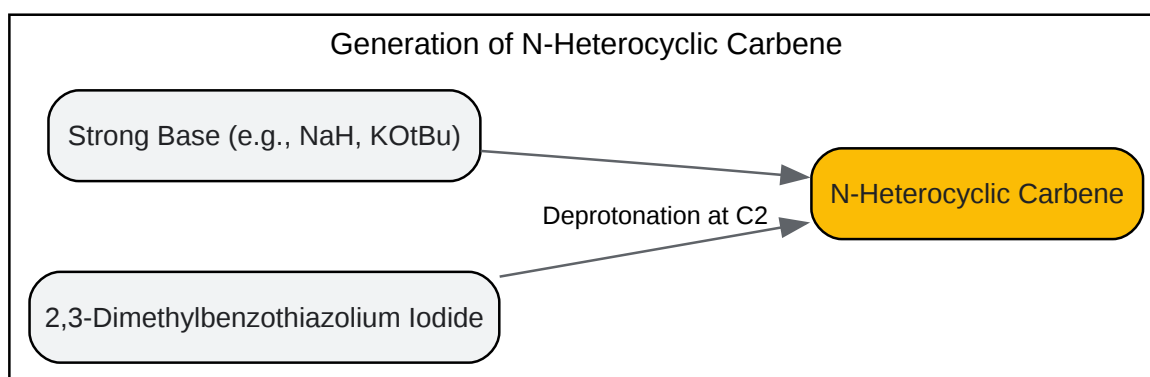 Generation of N-Heterocyclic Carbene
Strong Base (e.g., NaH, KOtBu)
N-Heterocyclic Carbene
Deprotonation at C2
2,3-Dimethylbenzothiazolium Iodide